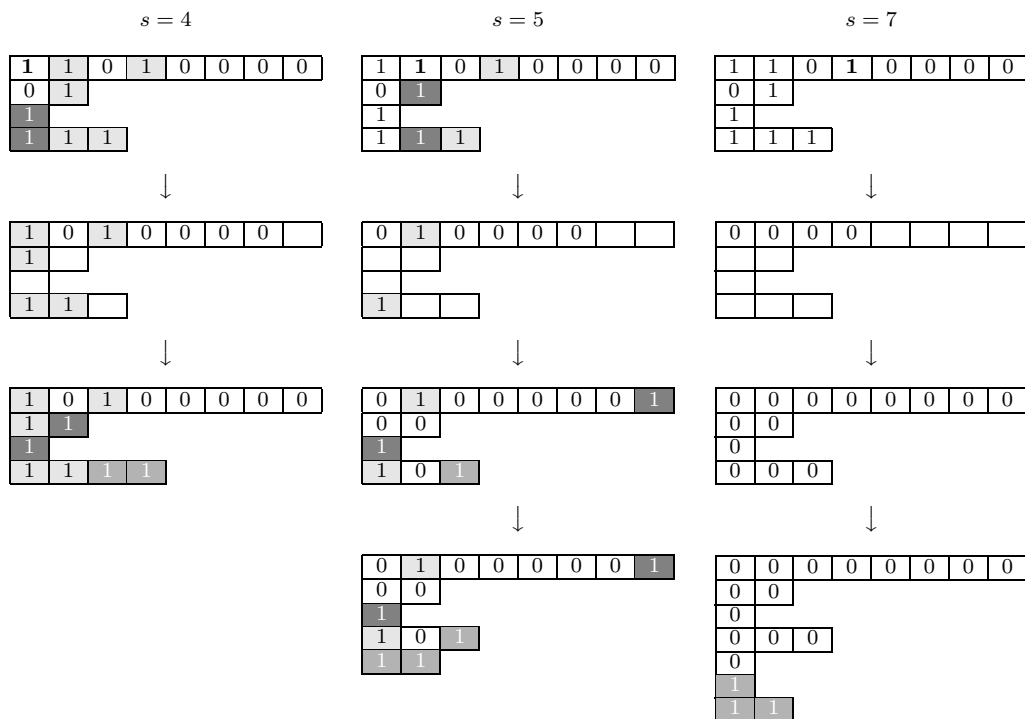 s = 4 s = 5 s = 7
1 1 0 1 0 0 0 0 1 1 0 1 0 0 0 0 1 1 0 1 0 0 0 0
0 1 0 1 0 1
1 1 1
1 1 1 1 1 1 1 1 1
↓ ↓ ↓
1 0 1 0 0 0 0 0 1 0 0 0 0 0 0 0 0
1
1 1 1
↓ ↓ ↓
1 0 1 0 0 0 0 0 0 1 0 0 0 0 0 1 0 0 0 0 0 0 0 0
1 1 0 0 0 0
1 1 0
1 1 1 1 1 0 1 0 0 0
↓ ↓
0 1 0 0 0 0 0 1 0 0 0 0 0 0 0 0
0 0 0 0
1 0
1 0 1 0 0 0
1 1 0
1
1 1